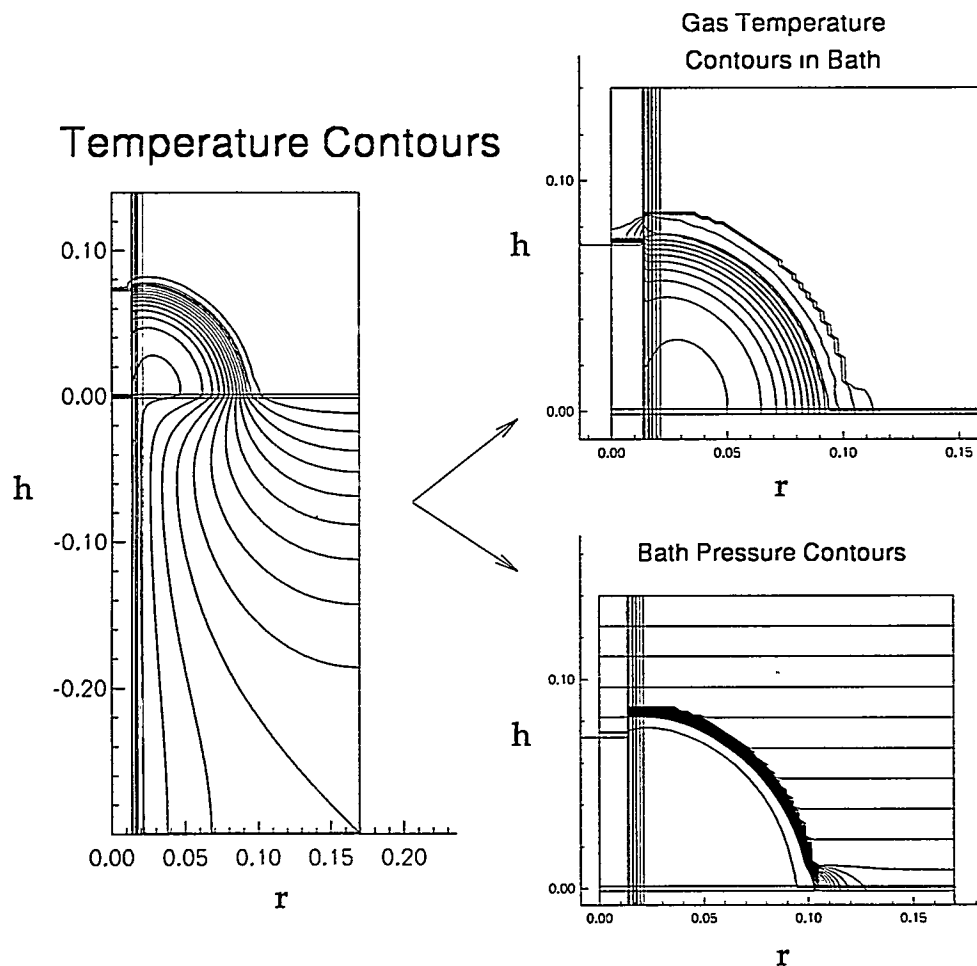 Temperature Contours
0.10
0.00
h
-0.10
-0.20
0.00 0.05 0.10 0.15 0.20
r
Gas Temperature
Contours in Bath
0.10
h
0.00
0.00 0.05 0.10 0.15
r
Bath Pressure Contours
0.10
h
0.00
0.00 0.05 0.10 0.15
r